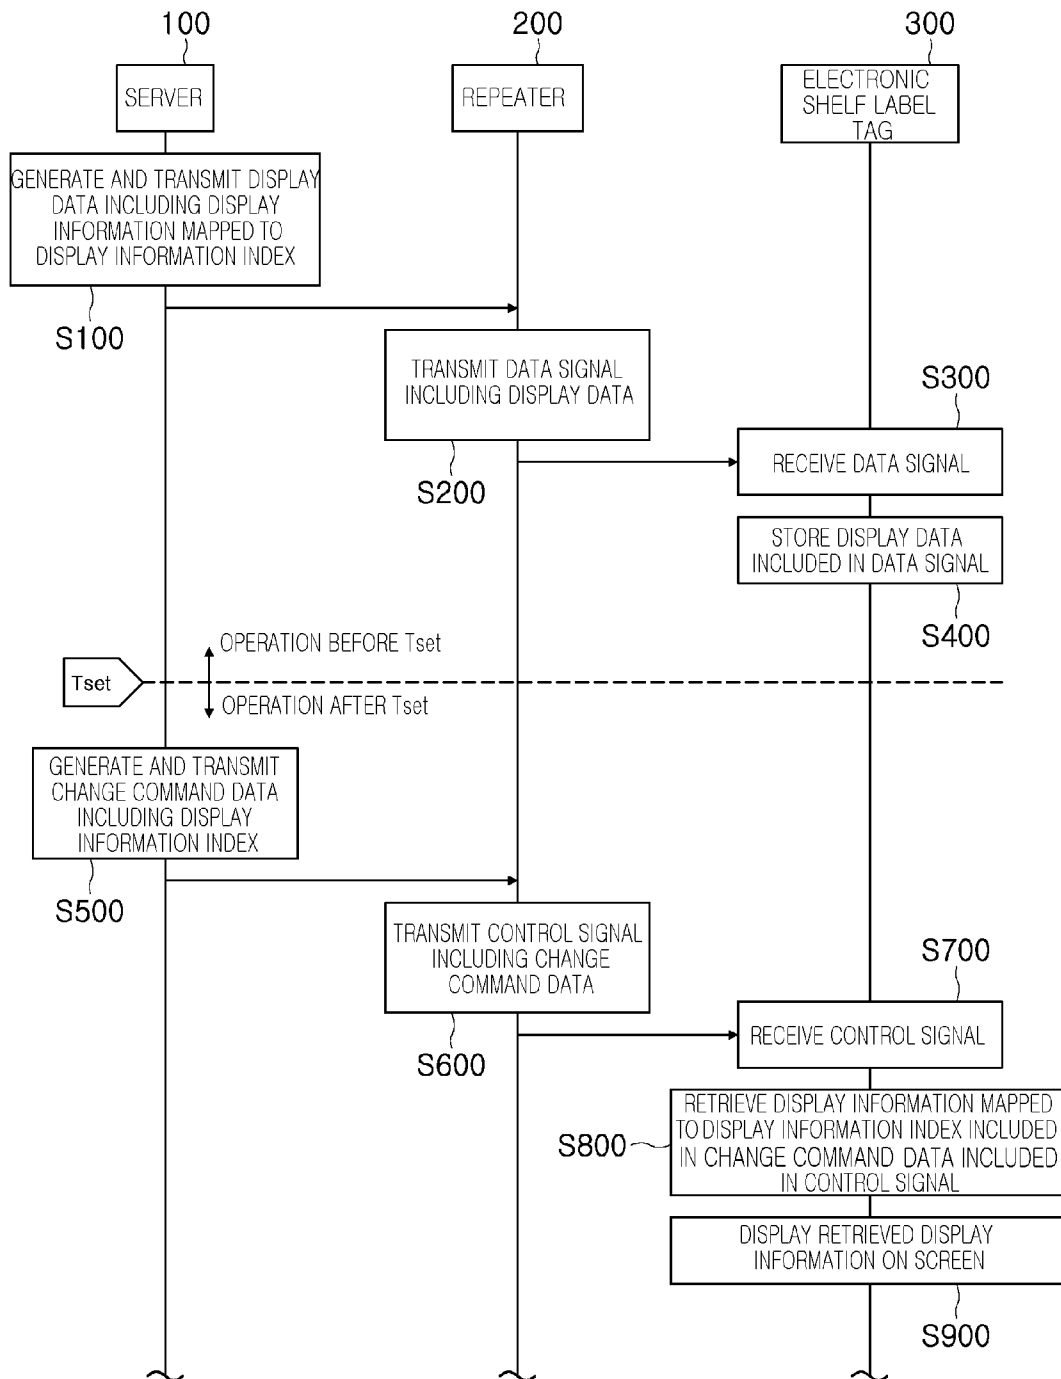 100
200
300
SERVER
REPEATER
ELECTRONIC
SHELF LABEL
TAG
GENERATE AND TRANSMIT DISPLAY
DATA INCLUDING DISPLAY
INFORMATION MAPPED TO
DISPLAY INFORMATION INDEX
S100
TRANSMIT DATA SIGNAL
INCLUDING DISPLAY DATA
S200
S300
RECEIVE DATA SIGNAL
STORE DISPLAY DATA
INCLUDED IN DATA SIGNAL
S400
OPERATION BEFORE Tset
Tset
OPERATION AFTER Tset
GENERATE AND TRANSMIT
CHANGE COMMAND DATA
INCLUDING DISPLAY
INFORMATION INDEX
S500
TRANSMIT CONTROL SIGNAL
INCLUDING CHANGE
COMMAND DATA
S600
S700
RECEIVE CONTROL SIGNAL
RETRIEVE DISPLAY INFORMATION MAPPED
TO DISPLAY INFORMATION INDEX INCLUDED
IN CHANGE COMMAND DATA INCLUDED
IN CONTROL SIGNAL
S800
DISPLAY RETRIEVED DISPLAY
INFORMATION ON SCREEN
S900